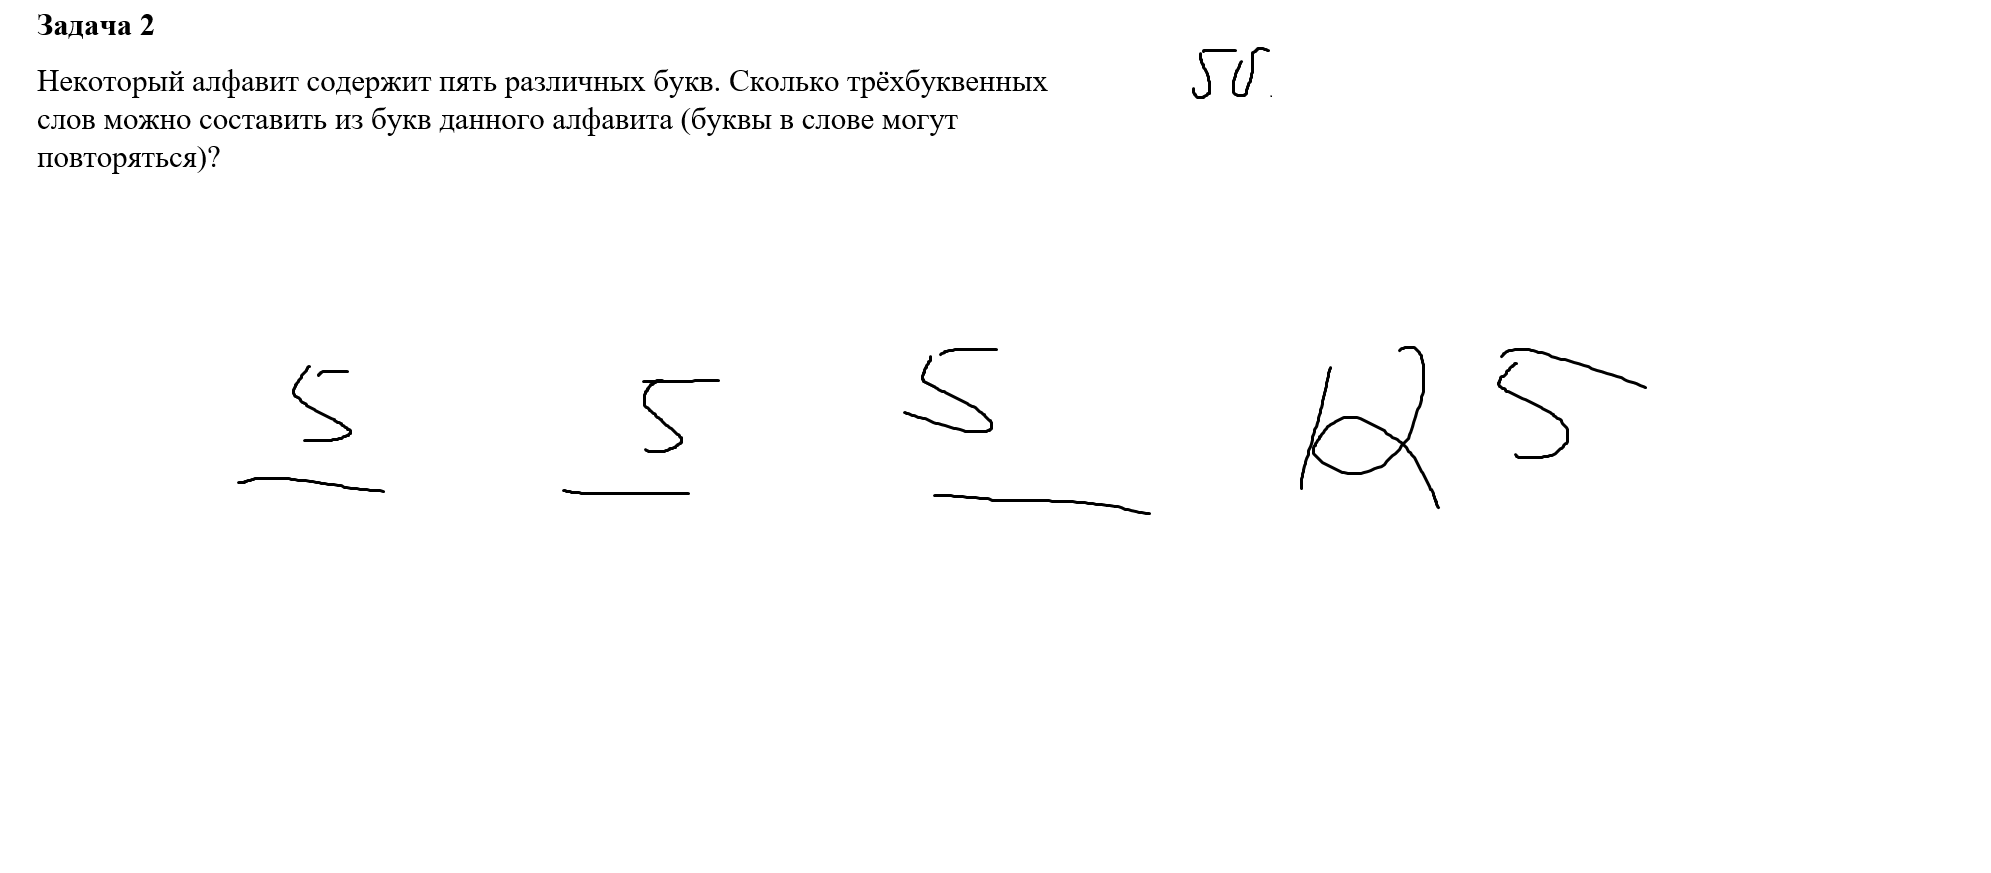 Задача 2
Некоторый алфавит содержит пять различных букв. Сколько трёхбуквенных
слов можно составить из букв данного алфавита (буквы в слове могут
повторяться)?
5 5 5 125